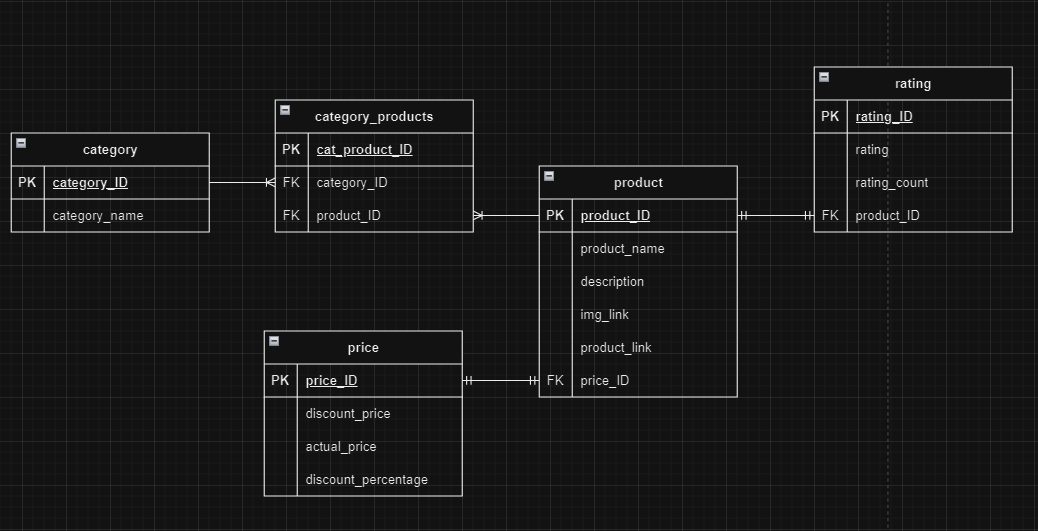 category
PK category_ID
category_name
category_products
PK cat_product_ID
FK category_ID
FK product_ID
product
PK product_ID
product_name
description
img_link
product_link
FK price_ID
rating
PK rating_ID
rating
rating_count
FK product_ID
price
PK price_ID
discount_price
actual_price
discount_percentage